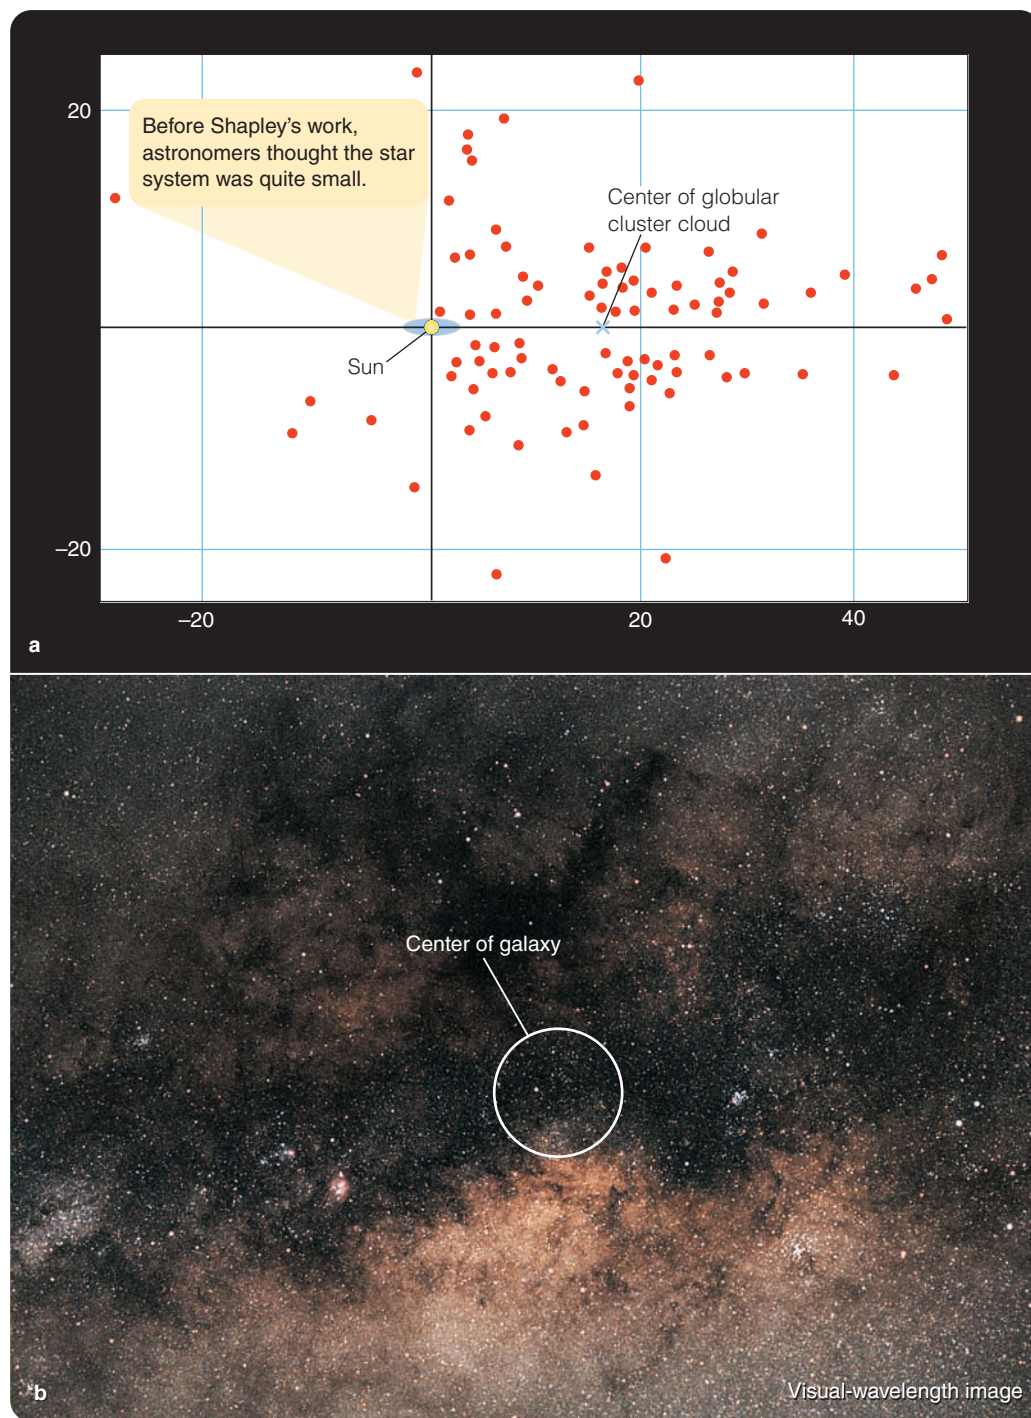 20
Before Shapley's work,
astronomers thought the star
system was quite small.
Center of globular
cluster cloud
Sun
–20
–20
20
40
a
Center of galaxy
b
Visual-wavelength image